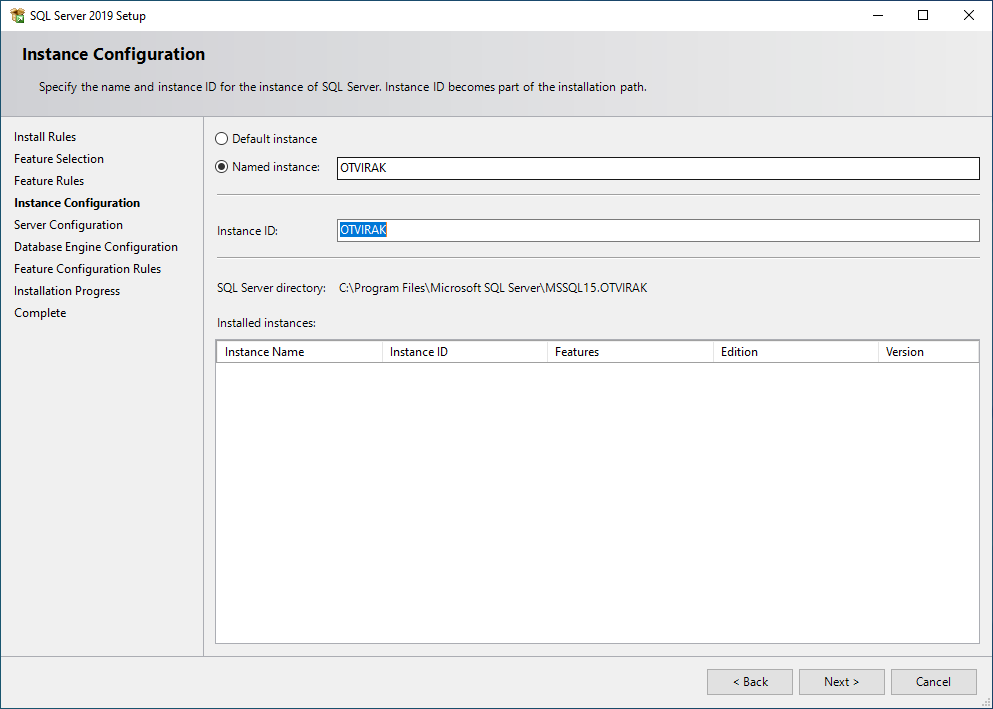 SQL Server 2019 Setup
Instance Configuration
Specify the name and instance ID for the instance of SQL Server. Instance ID becomes part of the installation path.
Install Rules
Feature Selection
Feature Rules
Instance Configuration
Server Configuration
Database Engine Configuration
Feature Configuration Rules
Installation Progress
Complete
Default instance
Named instance: OTVIRAK
Instance ID: OTVIRAK
SQL Server directory: C:\Program Files\Microsoft SQL Server\MSSQL15.OTVIRAK
Installed instances:
Instance Name Instance ID Features Edition Version
< Back Next > Cancel